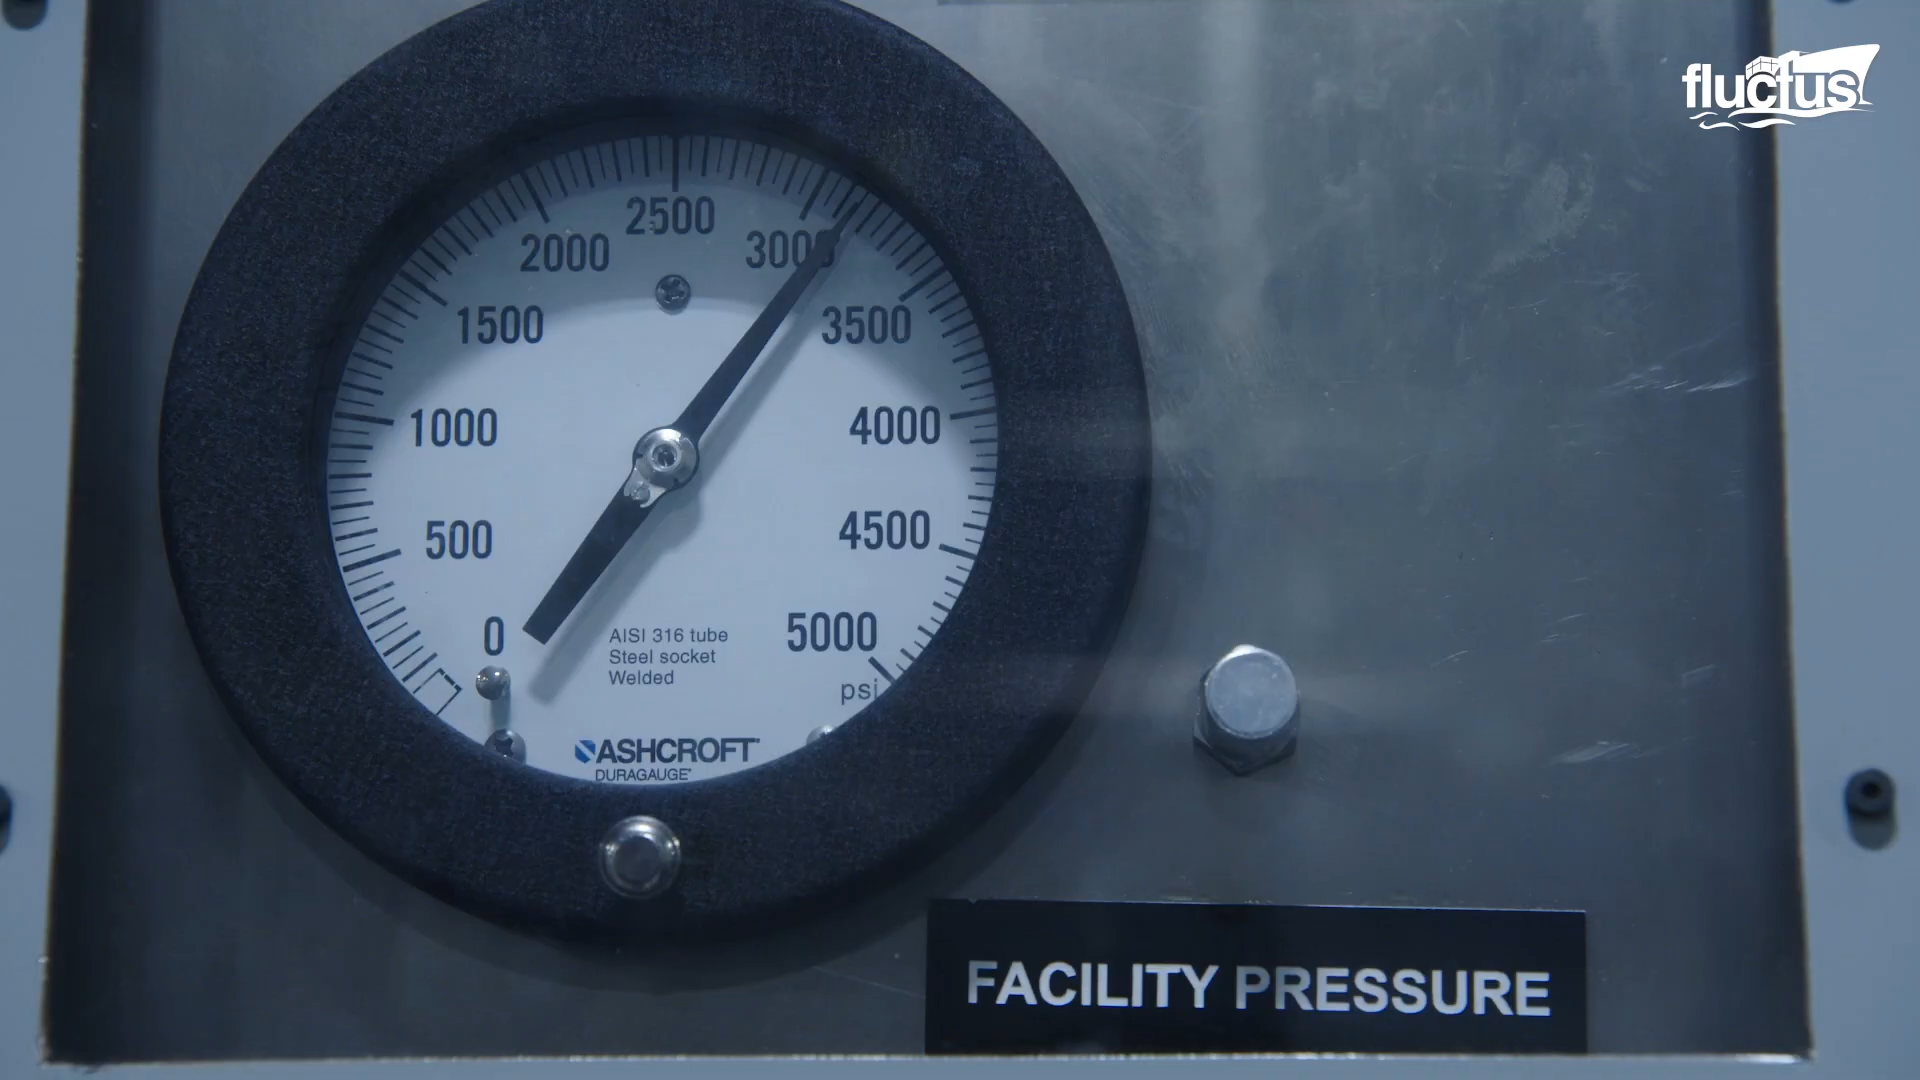 fluctus
2500
2000
3000
1500
3500
1000
4000
500
4500
0
5000
AISI 316 tube
Steel socket
Welded
psi
ASHCROFT
DURAGAUGE®
FACILITY PRESSURE